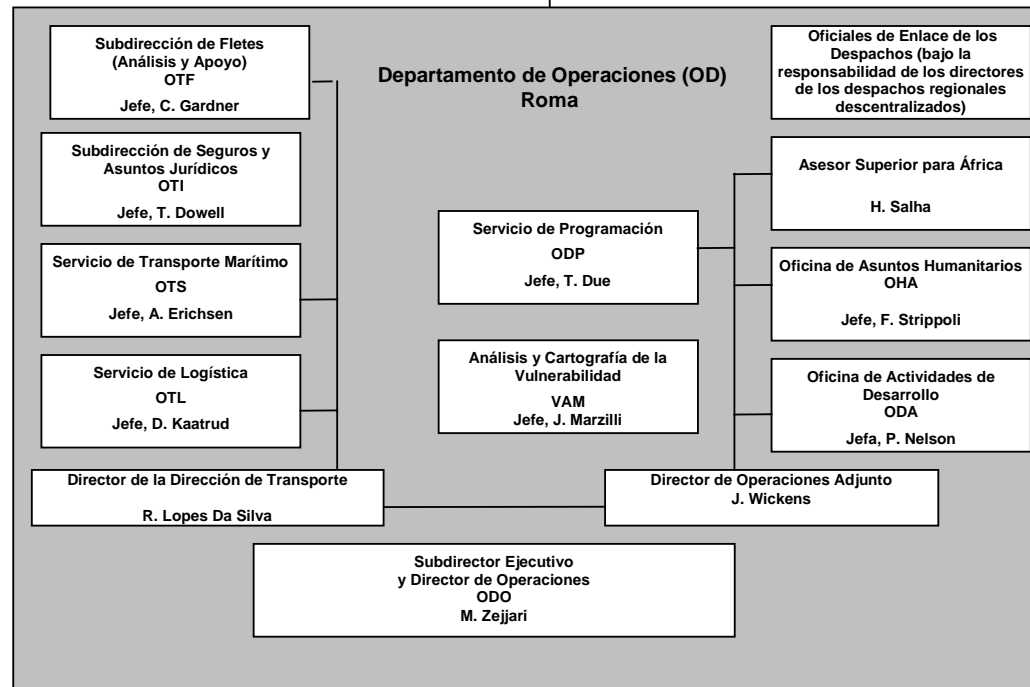 Subdirección de Fletes
(Análisis y Apoyo)
OTF
Jefe, C. Gardner
Departamento de Operaciones (OD)
Roma
Oficiales de Enlace de los
Despachos (bajo la
responsabilidad de los directores
de los despachos regionales
descentralizados)
Subdirección de Seguros y
Asuntos Jurídicos
OTI
Jefe, T. Dowell
Asesor Superior para África
H. Salha
Servicio de Programación
ODP
Jefe, T. Due
Servicio de Transporte Marítimo
OTS
Jefe, A. Erichsen
Oficina de Asuntos Humanitarios
OHA
Jefe, F. Strippoli
Análisis y Cartografía de la
Vulnerabilidad
VAM
Jefe, J. Marzilli
Servicio de Logística
OTL
Jefe, D. Kaatrud
Oficina de Actividades de
Desarrollo
ODA
Jefa, P. Nelson
Director de la Dirección de Transporte
R. Lopes Da Silva
Director de Operaciones Adjunto
J. Wickens
Subdirector Ejecutivo
y Director de Operaciones
ODO
M. Zejjari